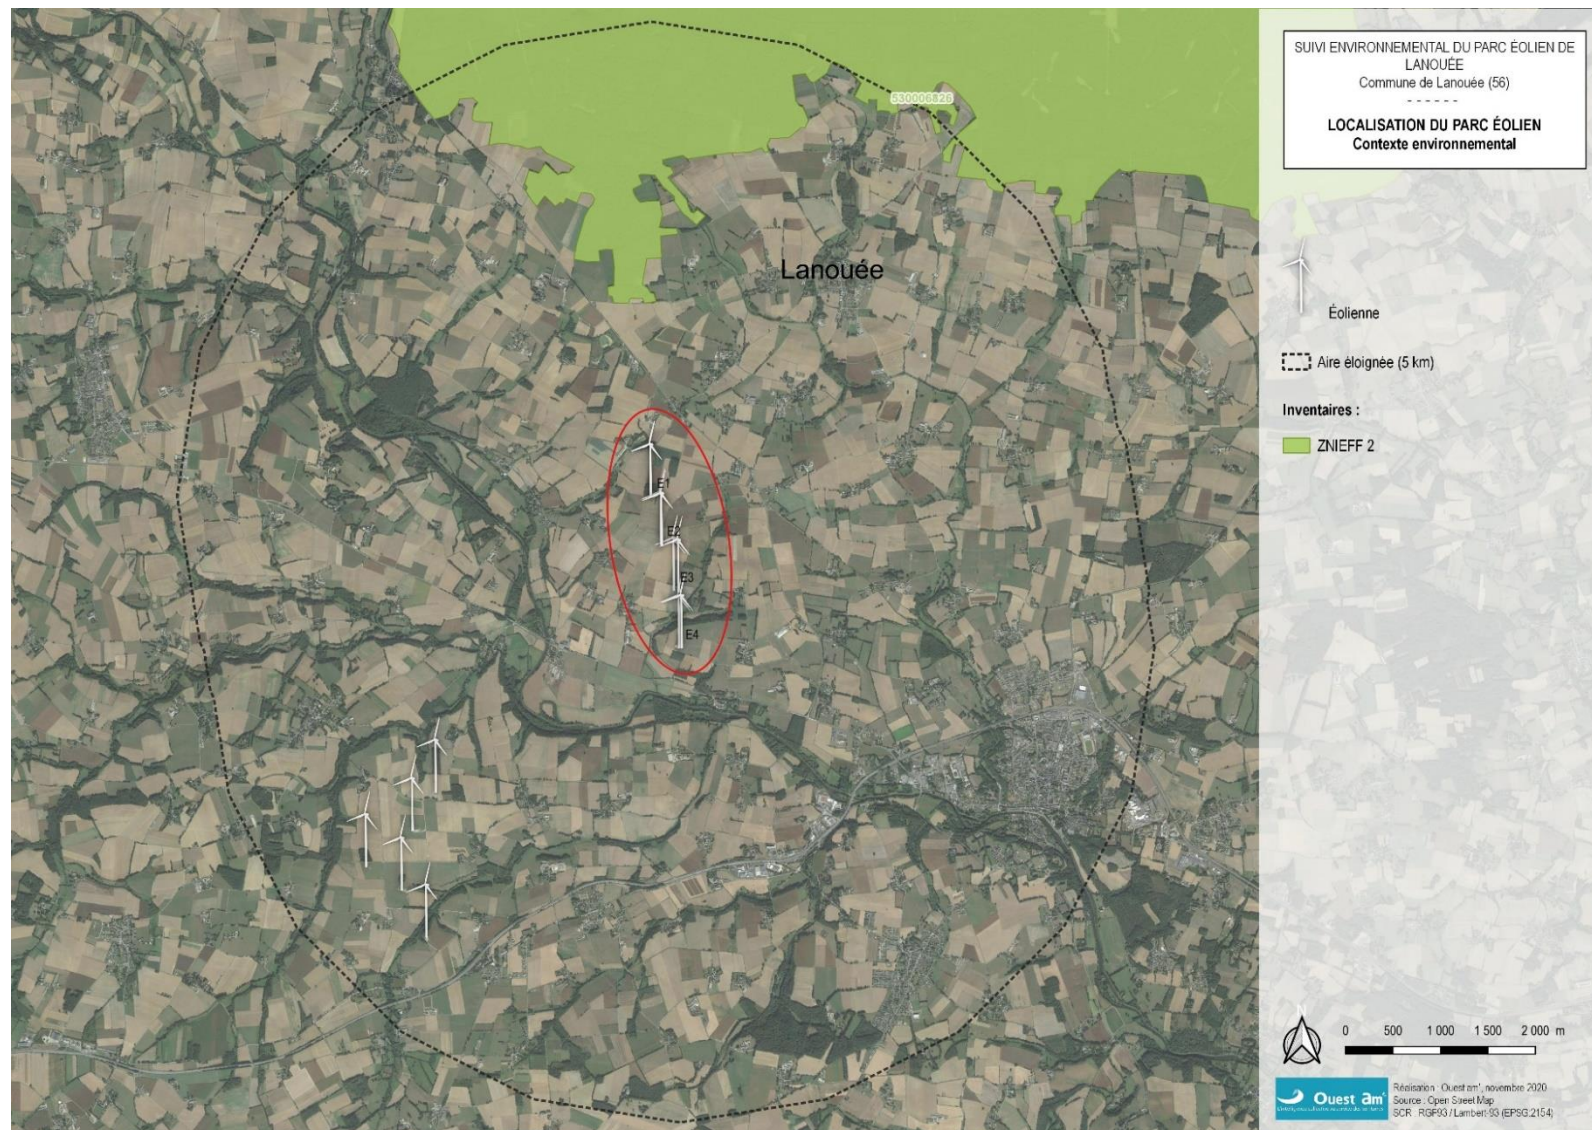 530006826
Lanouée
E1
E2
E3
E4
SUIVI ENVIRONNEMENTAL DU PARC ÉOLIEN DE
LANOUÉE
Commune de Lanouée (56)
- - - - - -
LOCALISATION DU PARC ÉOLIEN
Contexte environnemental
Éolienne
Aire éloignée (5 km)
Inventaires :
ZNIEFF 2
0 500 1 000 1 500 2 000 m
Ouest am'
Réalisation : Ouest am', novembre 2020
Source : Open Street Map
SCR : RGF93 / Lambert-93 (EPSG:2154)